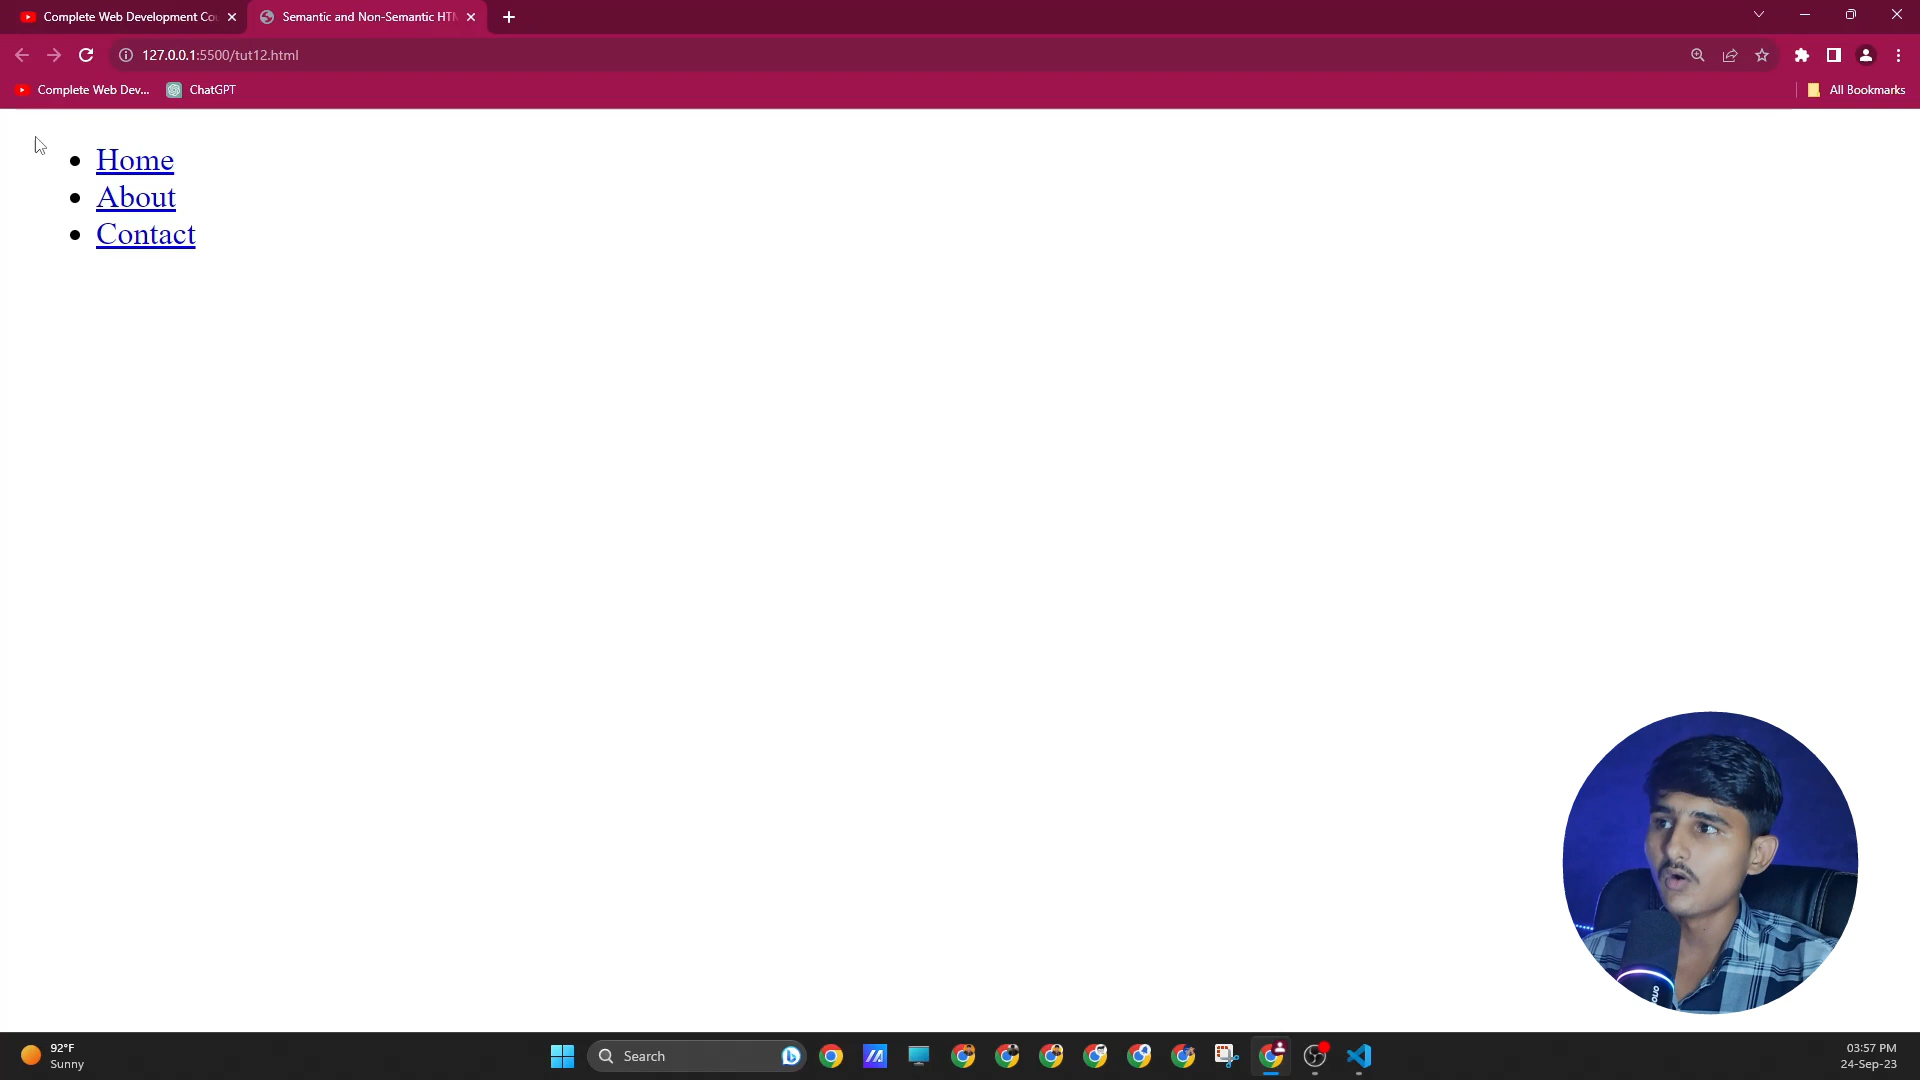 Complete Web Development Co
Semantic and Non-Semantic HTM
127.0.0.1:5500/tut12.html
Complete Web Dev...
ChatGPT
All Bookmarks
Home
About
Contact
92°F
Sunny
Search
03:57 PM
24-Sep-23